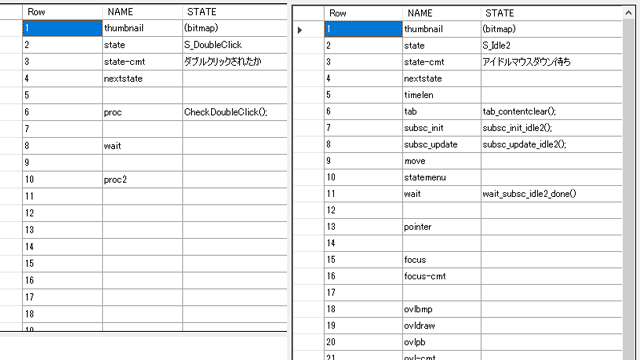 Row NAME STATE
1 thumbnail (bitmap)
2 state S_DoubleClick
3 state-cmt ダブルクリックされたか
4 nextstate
5
6 proc CheckDoubleClick();
7
8 wait
9
10 proc2
11
12
13
14
15
16
17
18
19
Row NAME STATE
1 thumbnail (bitmap)
2 state S_Idle2
3 state-cmt アイドルマウスダウン待ち
4 nextstate
5 timelen
6 tab tab_contentclear();
7 subsc_init subsc_init_idle2();
8 subsc_update subsc_update_idle2();
9 move
10 statemenu
11 wait wait_subsc_idle2_done()
12
13 pointer
14
15 focus
16 focus-cmt
17
18 ovlbmp
19 ovldraw
20 ovlpb
21 ovl-cmt